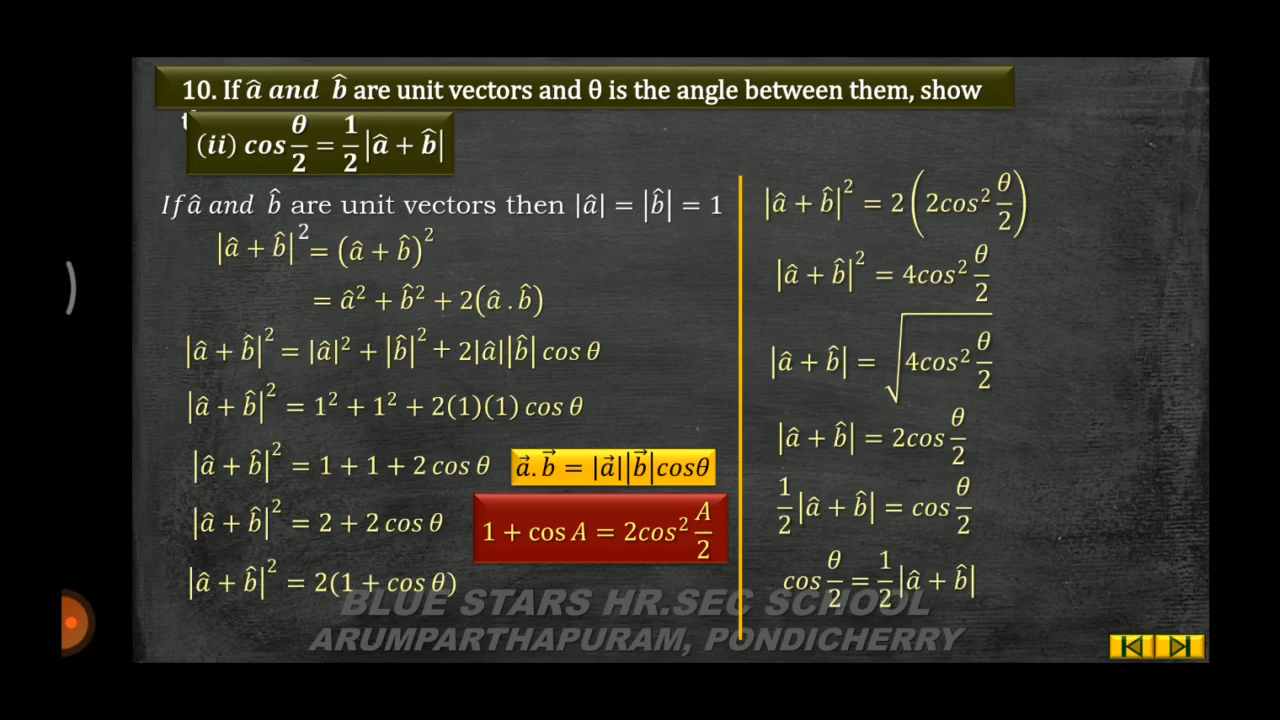 10. If â and b̂ are unit vectors and θ is the angle between them, show
(ii) cos θ/2 = 1/2 |â + b̂|
If â and b̂ are unit vectors then |â| = |b̂| = 1
|â + b̂|² = (â + b̂)²
= â² + b̂² + 2(â . b̂)
|â + b̂|² = |â|² + |b̂|² + 2|â||b̂| cos θ
|â + b̂|² = 1² + 1² + 2(1)(1) cos θ
|â + b̂|² = 1 + 1 + 2 cos θ
a⃗. b⃗ = |a⃗||b⃗|cosθ
|â + b̂|² = 2 + 2 cos θ
1 + cos A = 2cos² A/2
|â + b̂|² = 2(1 + cos θ)
|â + b̂|² = 2(2cos² θ/2)
|â + b̂|² = 4cos² θ/2
|â + b̂| = √(4cos² θ/2)
|â + b̂| = 2cos θ/2
1/2 |â + b̂| = cos θ/2
cos θ/2 = 1/2 |â + b̂|
BLUE STARS HR.SEC SCHOOL
ARUMPARTHAPURAM, PONDICHERRY